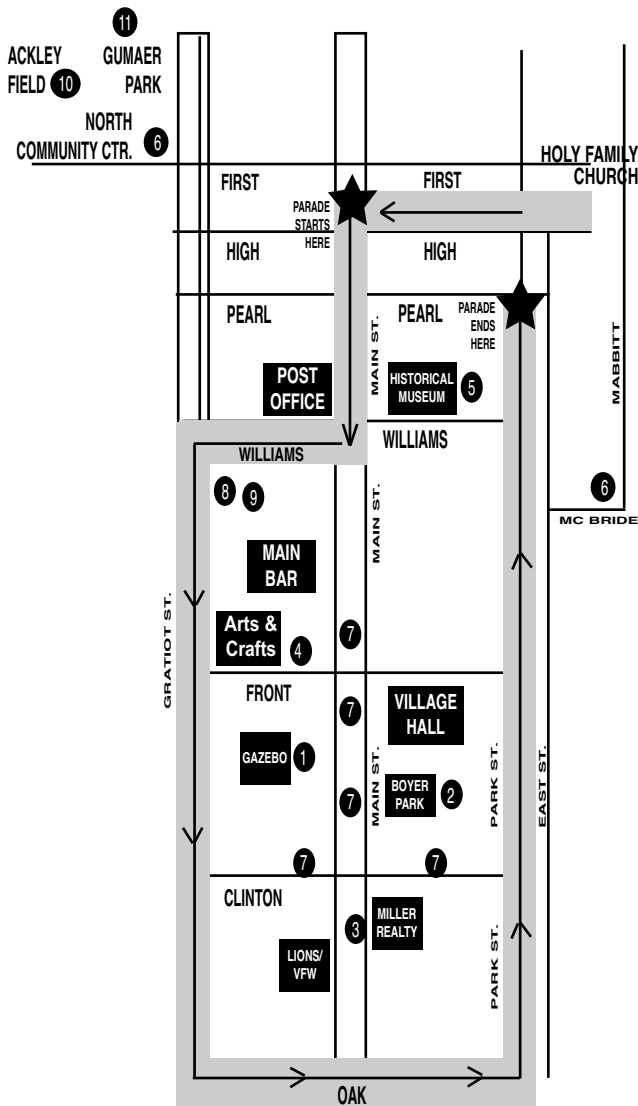 11
ACKLEY GUMAER
FIELD 10 PARK
NORTH
COMMUNITY CTR. 6
HOLY FAMILY
CHURCH
FIRST FIRST
PARADE
STARTS
HERE
HIGH HIGH
PEARL PEARL
PARADE
ENDS
HERE
MAIN ST.
MABBITT
POST
OFFICE
HISTORICAL
MUSEUM
5
WILLIAMS WILLIAMS
8 9
6
MC BRIDE
MAIN ST.
MAIN
BAR
GRATIOT ST.
Arts &
Crafts
4
7
FRONT
7
VILLAGE
HALL
GAZEBO
1
MAIN ST.
7
BOYER
PARK
2
PARK ST.
EAST ST.
7
7
CLINTON
3
MILLER
REALTY
LIONS/
VFW
PARK ST.
OAK